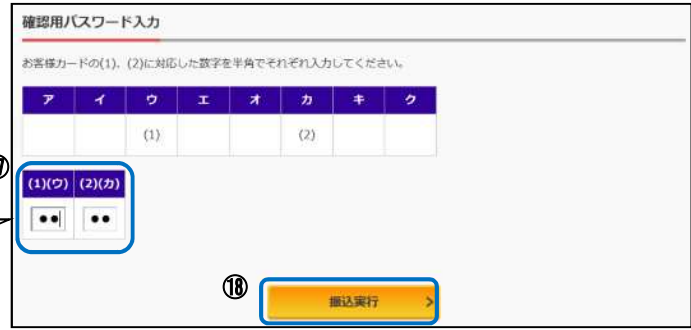 確認用パスワード入力
お客様カードの(1)、(2)に対応した数字を半角でそれぞれ入力してください。
ア イ ウ エ オ カ キ ク
(1) (2)
(1)(ウ) (2)(カ)
●● ●●
⑱ 振込実行 >